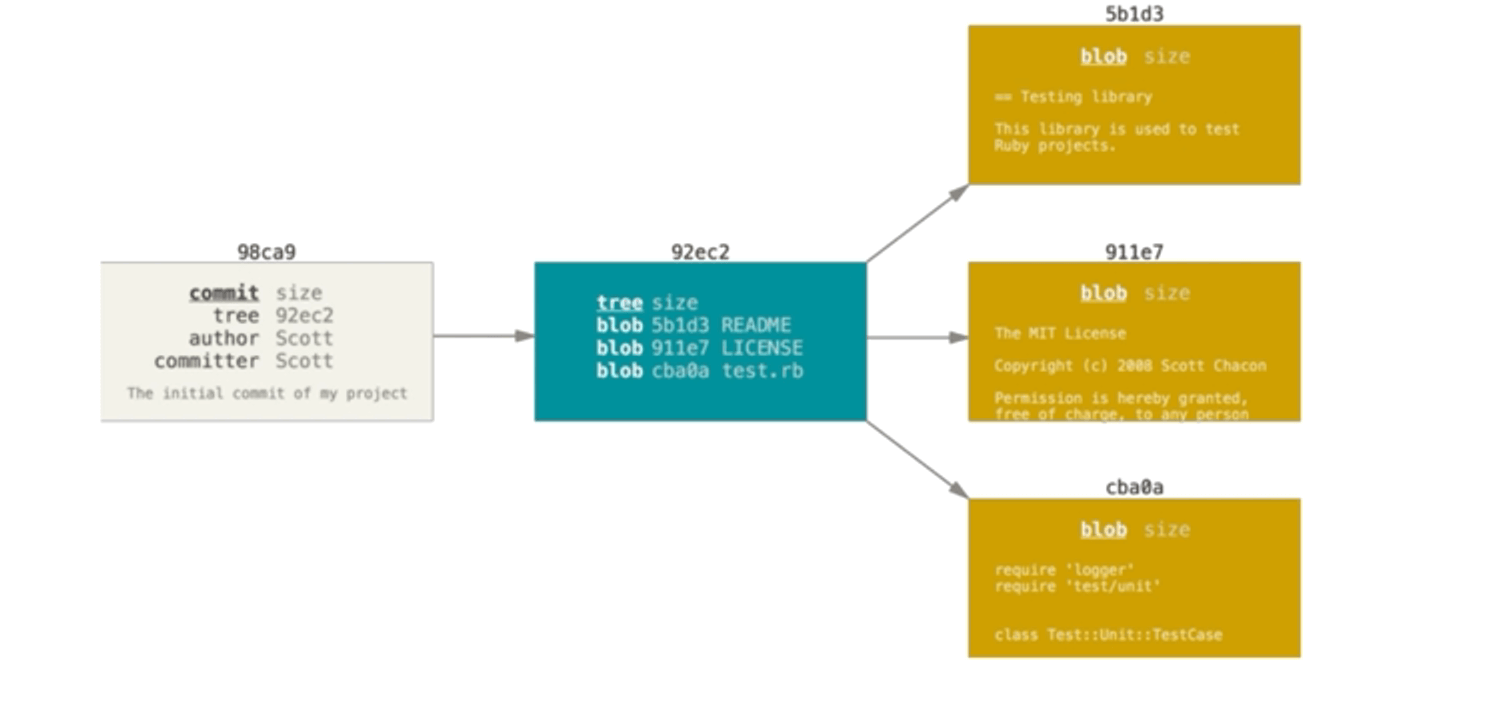 98ca9
commit size
tree 92ec2
author Scott
committer Scott
The initial commit of my project
92ec2
tree size
blob 5b1d3 README
blob 911e7 LICENSE
blob cba0a test.rb
5b1d3
blob size
== Testing library
This library is used to test
Ruby projects.
911e7
blob size
The MIT License
Copyright (c) 2008 Scott Chacon
Permission is hereby granted,
free of charge, to any person
cba0a
blob size
require 'logger'
require 'test/unit'
class Test::Unit::TestCase